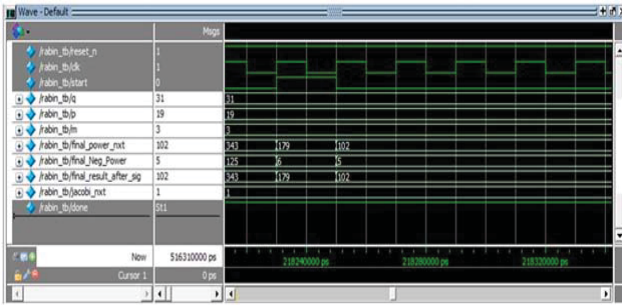 Wave - Default
Msgs
/rabin_tb/reset_n 1
/rabin_tb/clk 1
/rabin_tb/start 0
/rabin_tb/q 31 31
/rabin_tb/p 19 19
/rabin_tb/m 3 3
/rabin_tb/final_power_nxt 102 343 179 102
/rabin_tb/final_Neg_Power 5 125 6 5
/rabin_tb/final_result_after_sig 102 343 179 102
/rabin_tb/jacobi_nxt 1 1
/rabin_tb/done St1
Now 516310000 ps 218240000 ps 218280000 ps 218320000 ps
Cursor 1 0 ps